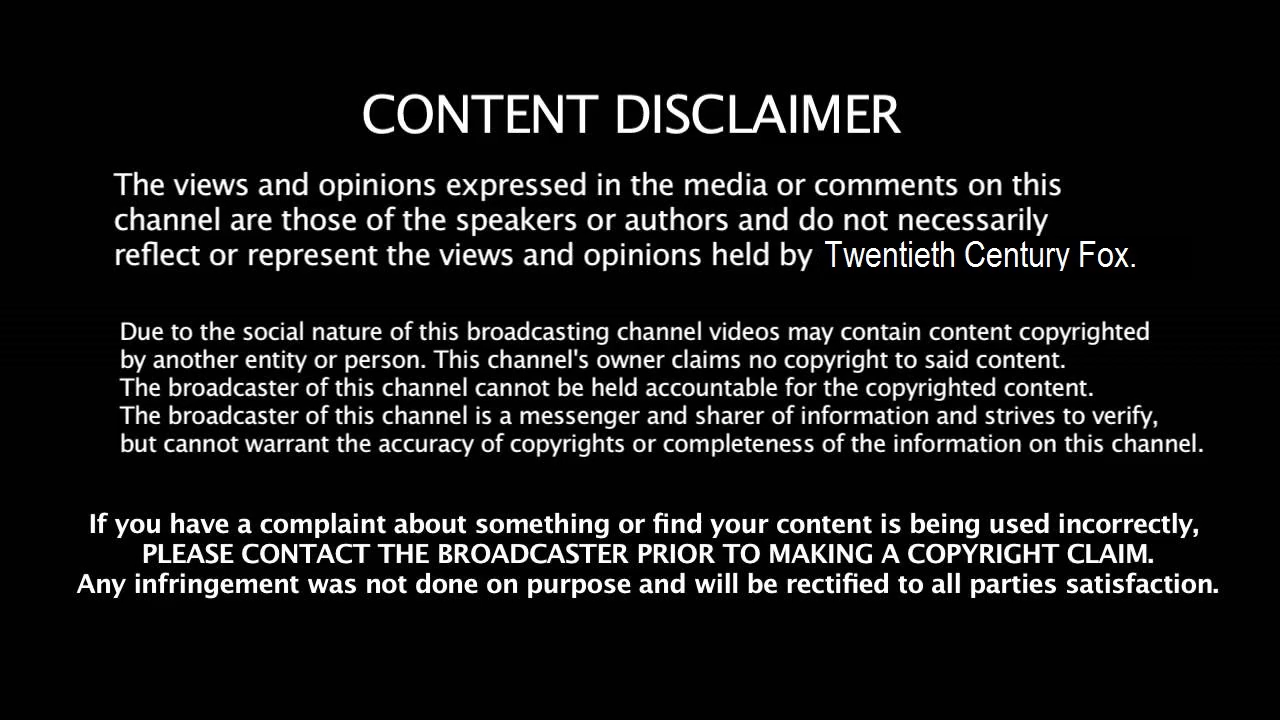 CONTENT DISCLAIMER
The views and opinions expressed in the media or comments on this
channel are those of the speakers or authors and do not necessarily
reflect or represent the views and opinions held by Twentieth Century Fox.
Due to the social nature of this broadcasting channel videos may contain content copyrighted
by another entity or person. This channel's owner claims no copyright to said content.
The broadcaster of this channel cannot be held accountable for the copyrighted content.
The broadcaster of this channel is a messenger and sharer of information and strives to verify,
but cannot warrant the accuracy of copyrights or completeness of the information on this channel.
If you have a complaint about something or find your content is being used incorrectly,
PLEASE CONTACT THE BROADCASTER PRIOR TO MAKING A COPYRIGHT CLAIM.
Any infringement was not done on purpose and will be rectified to all parties satisfaction.